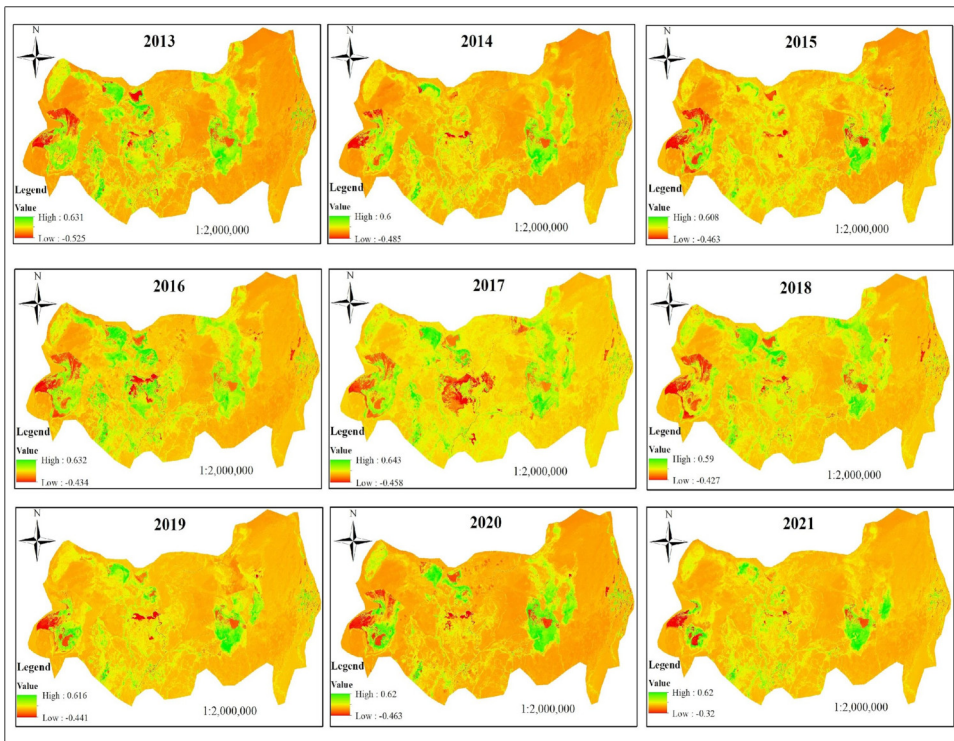 N
2013
Legend
Value
High : 0.631
Low : -0.525
1:2,000,000
N
2014
Legend
Value
High : 0.6
Low : -0.485
1:2,000,000
N
2015
Legend
Value
High : 0.608
Low : -0.463
1:2,000,000
N
2016
Legend
Value
High : 0.632
Low : -0.434
1:2,000,000
N
2017
Legend
Value
High : 0.643
Low : -0.458
1:2,000,000
N
2018
Legend
Value
High : 0.59
Low : -0.427
1:2,000,000
N
2019
Legend
Value
High : 0.616
Low : -0.441
1:2,000,000
N
2020
Legend
Value
High : 0.62
Low : -0.463
1:2,000,000
N
2021
Legend
Value
High : 0.62
Low : -0.32
1:2,000,000